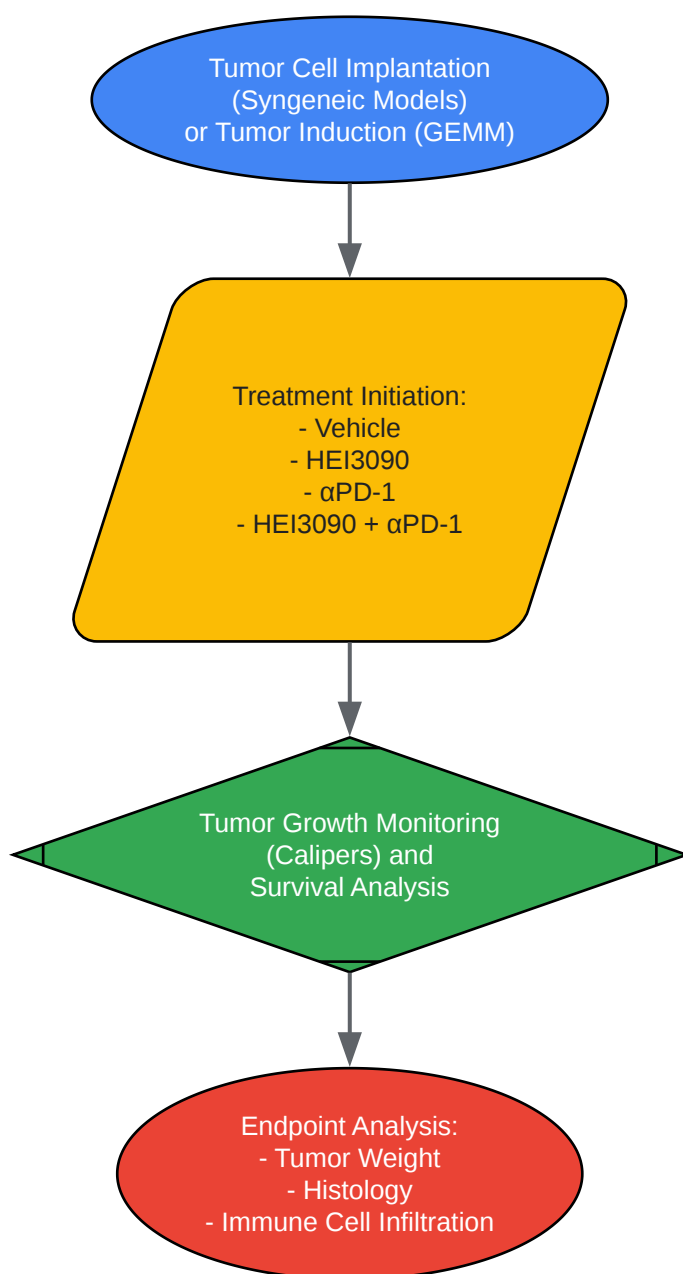 Tumor Cell Implantation
(Syngeneic Models)
or Tumor Induction (GEMM)
Treatment Initiation:
- Vehicle
- HEI3090
- αPD-1
- HEI3090 + αPD-1
Tumor Growth Monitoring
(Calipers) and
Survival Analysis
Endpoint Analysis:
- Tumor Weight
- Histology
- Immune Cell Infiltration